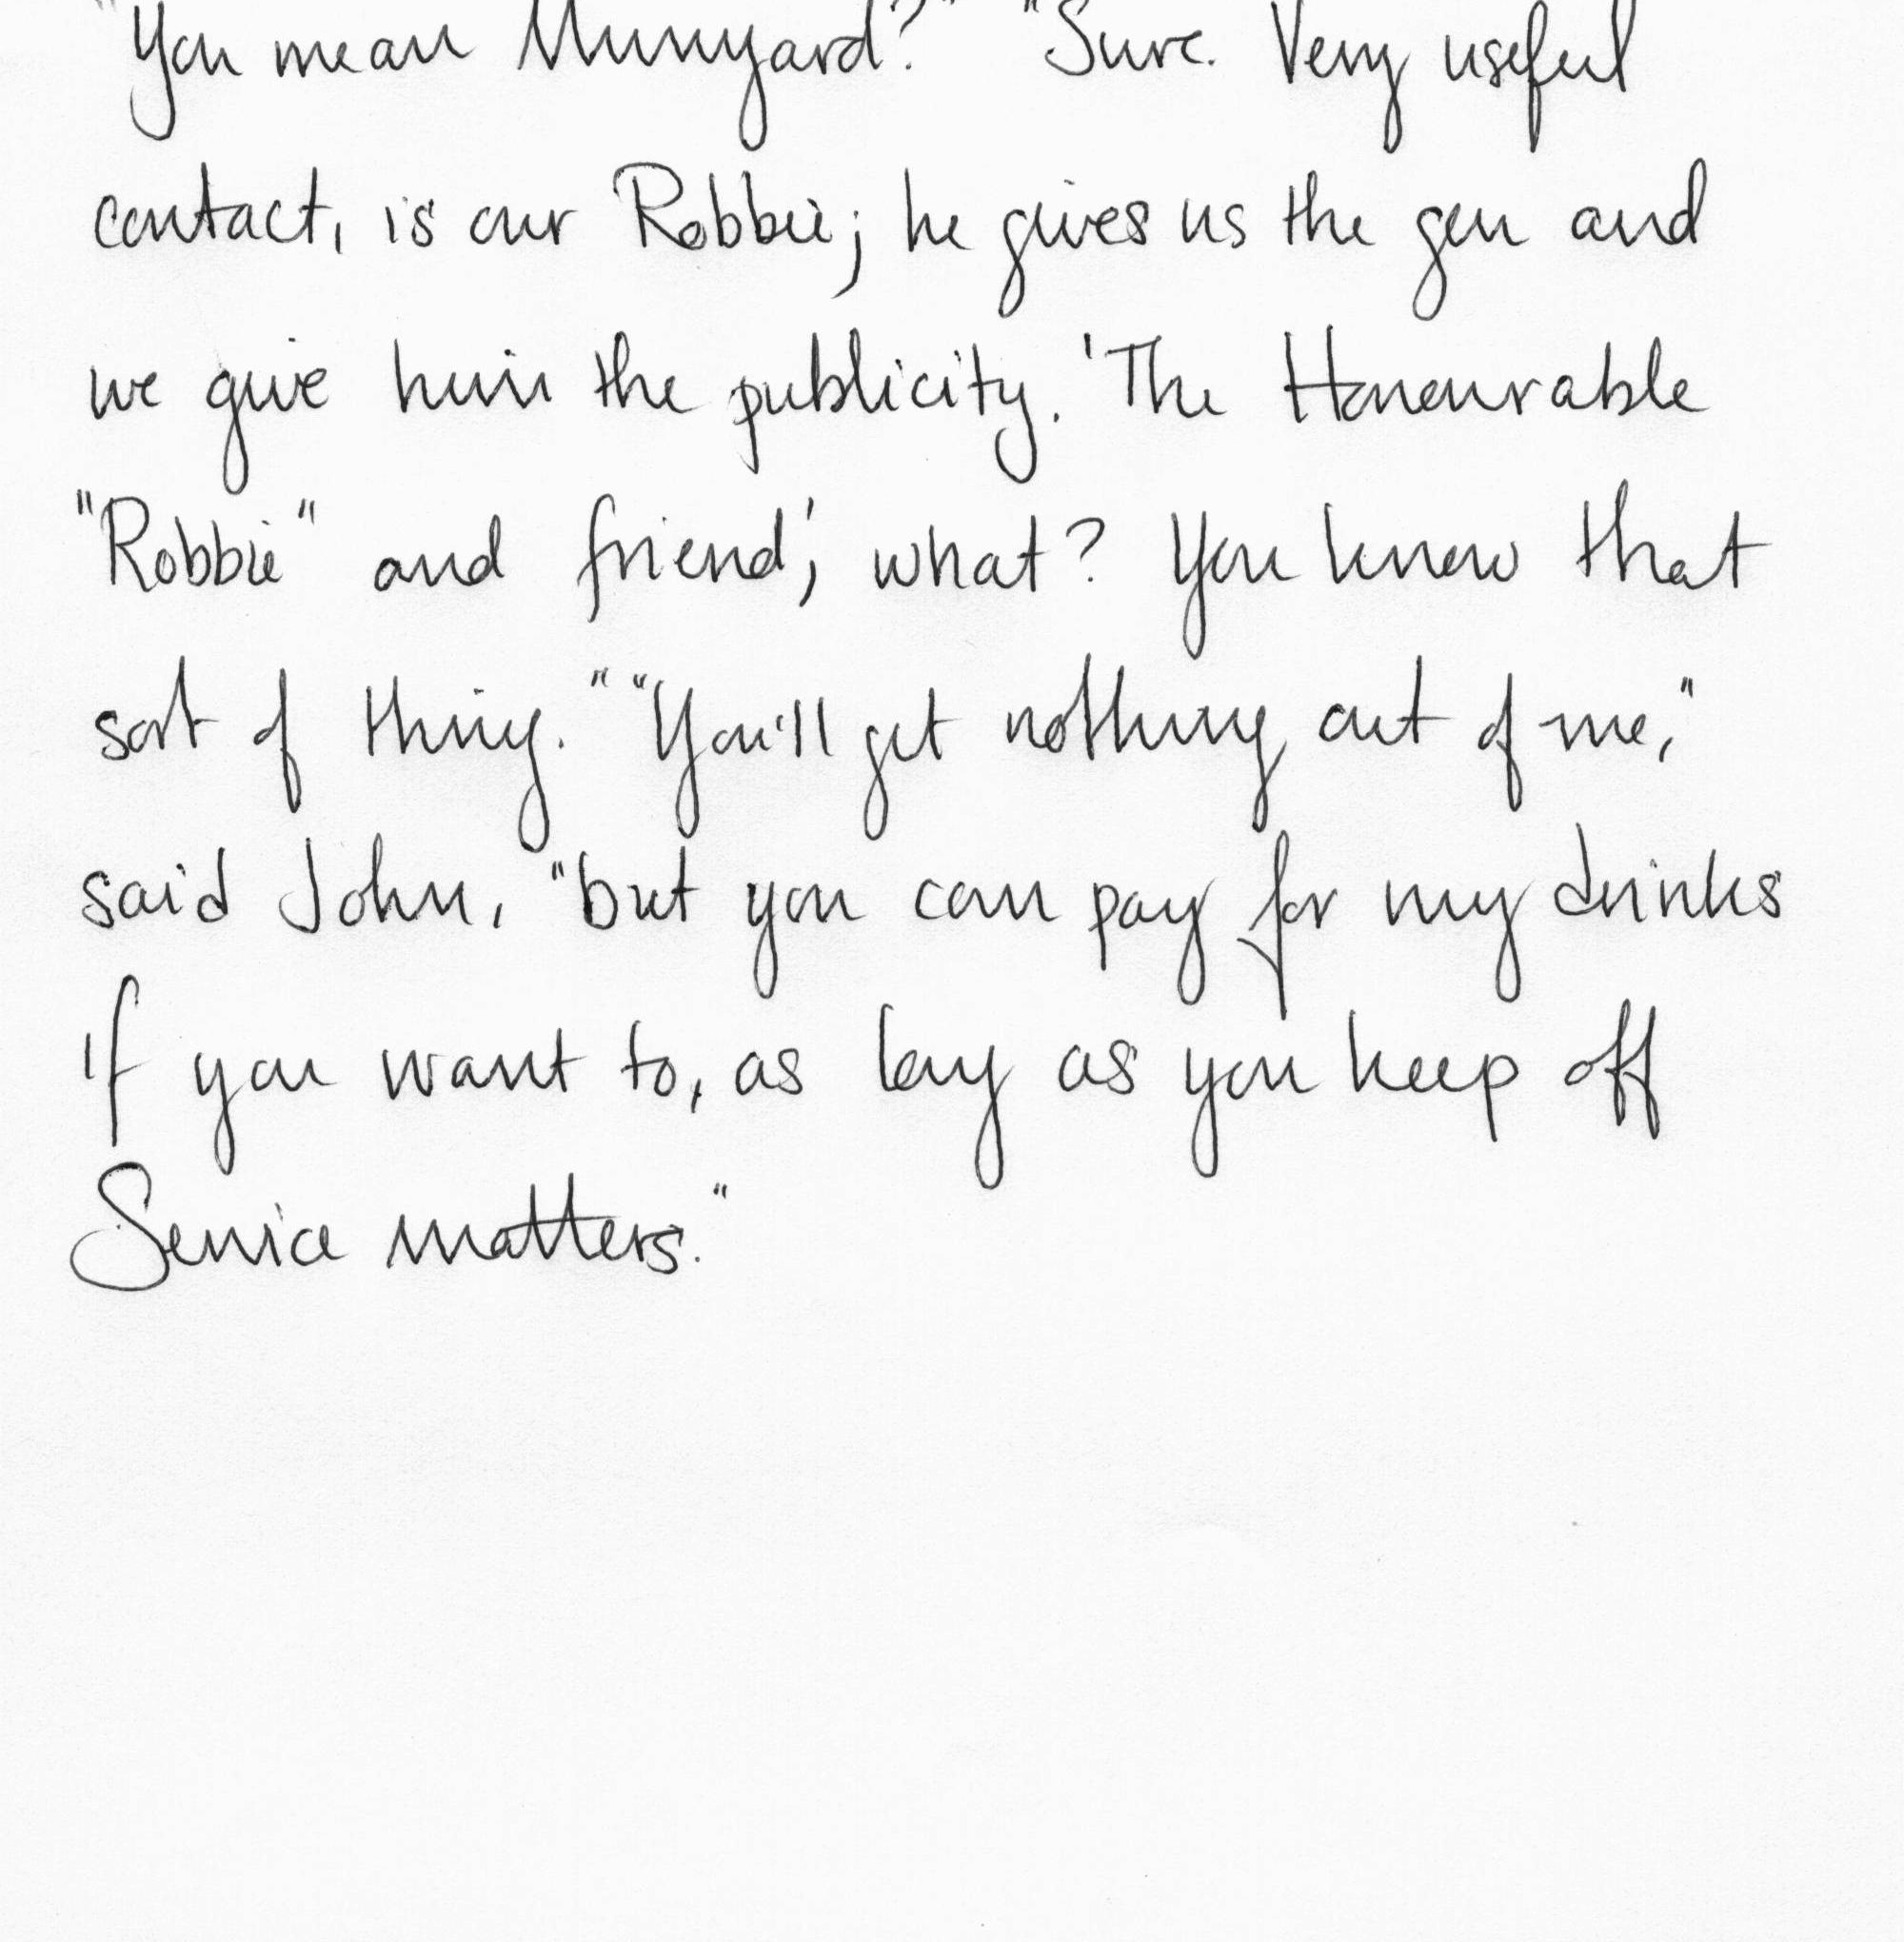 "You mean Munyard?" "Sure. Very useful
contact, is our Robbie; he gives us the gen and
we give him the publicity. 'The Honourable
"Robbie" and friend', what? You know that
sort of thing." "You'll get nothing out of me,"
said John, "but you can pay for my drinks
if you want to, as long as you keep off
Service matters."